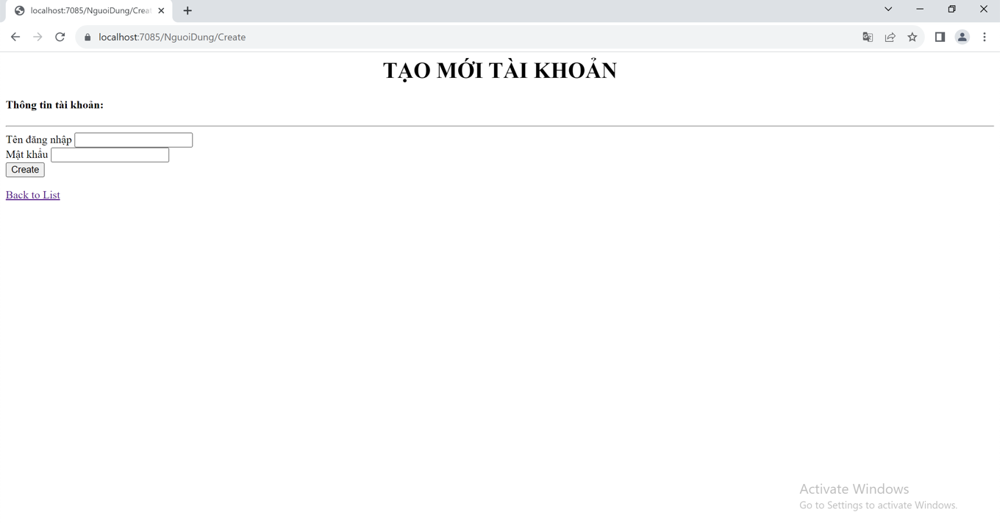 localhost:7085/NguoiDung/Creat
localhost:7085/NguoiDung/Create
TẠO MỚI TÀI KHOẢN
Thông tin tài khoản:
Tên đăng nhập
Mật khẩu
Create
Back to List
Activate Windows
Go to Settings to activate Windows.